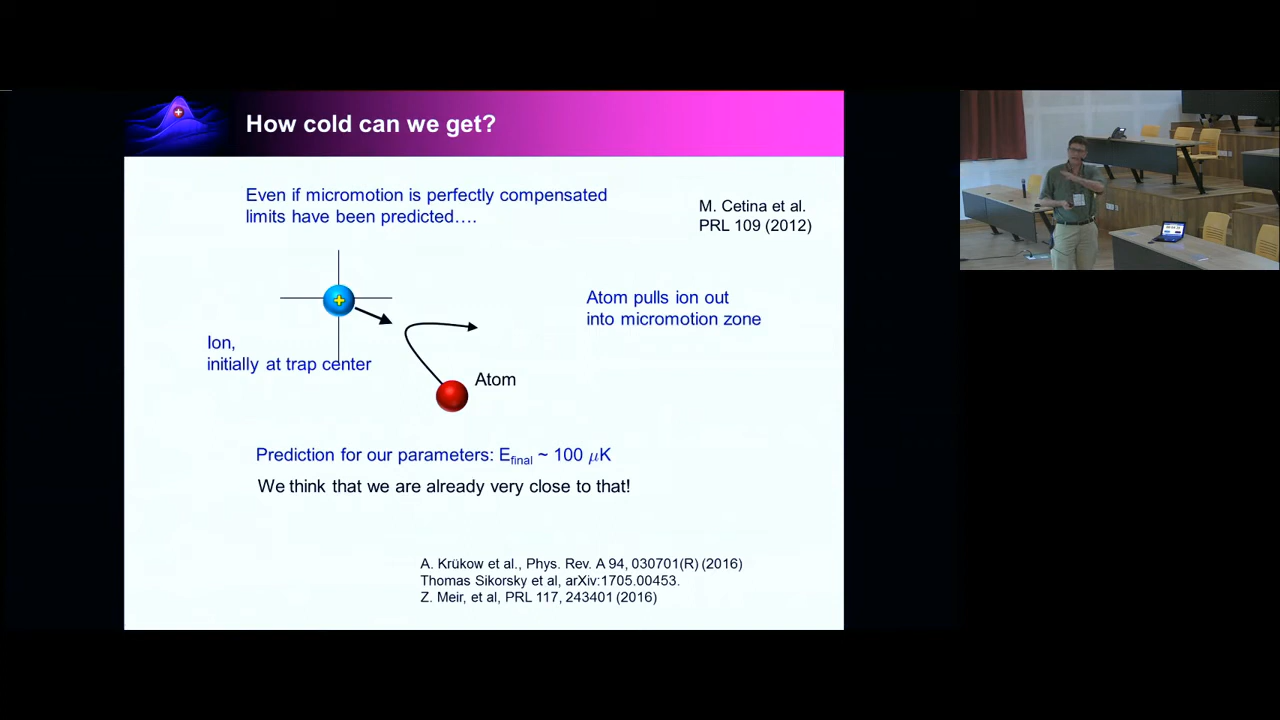 How cold can we get?
Even if micromotion is perfectly compensated
limits have been predicted….
M. Cetina et al.
PRL 109 (2012)
+
Atom pulls ion out
into micromotion zone
Ion,
initially at trap center
Atom
Prediction for our parameters: Efinal ~ 100 μK
We think that we are already very close to that!
A. Krükow et al., Phys. Rev. A 94, 030701(R) (2016)
Thomas Sikorsky et al, arXiv:1705.00453.
Z. Meir, et al, PRL 117, 243401 (2016)